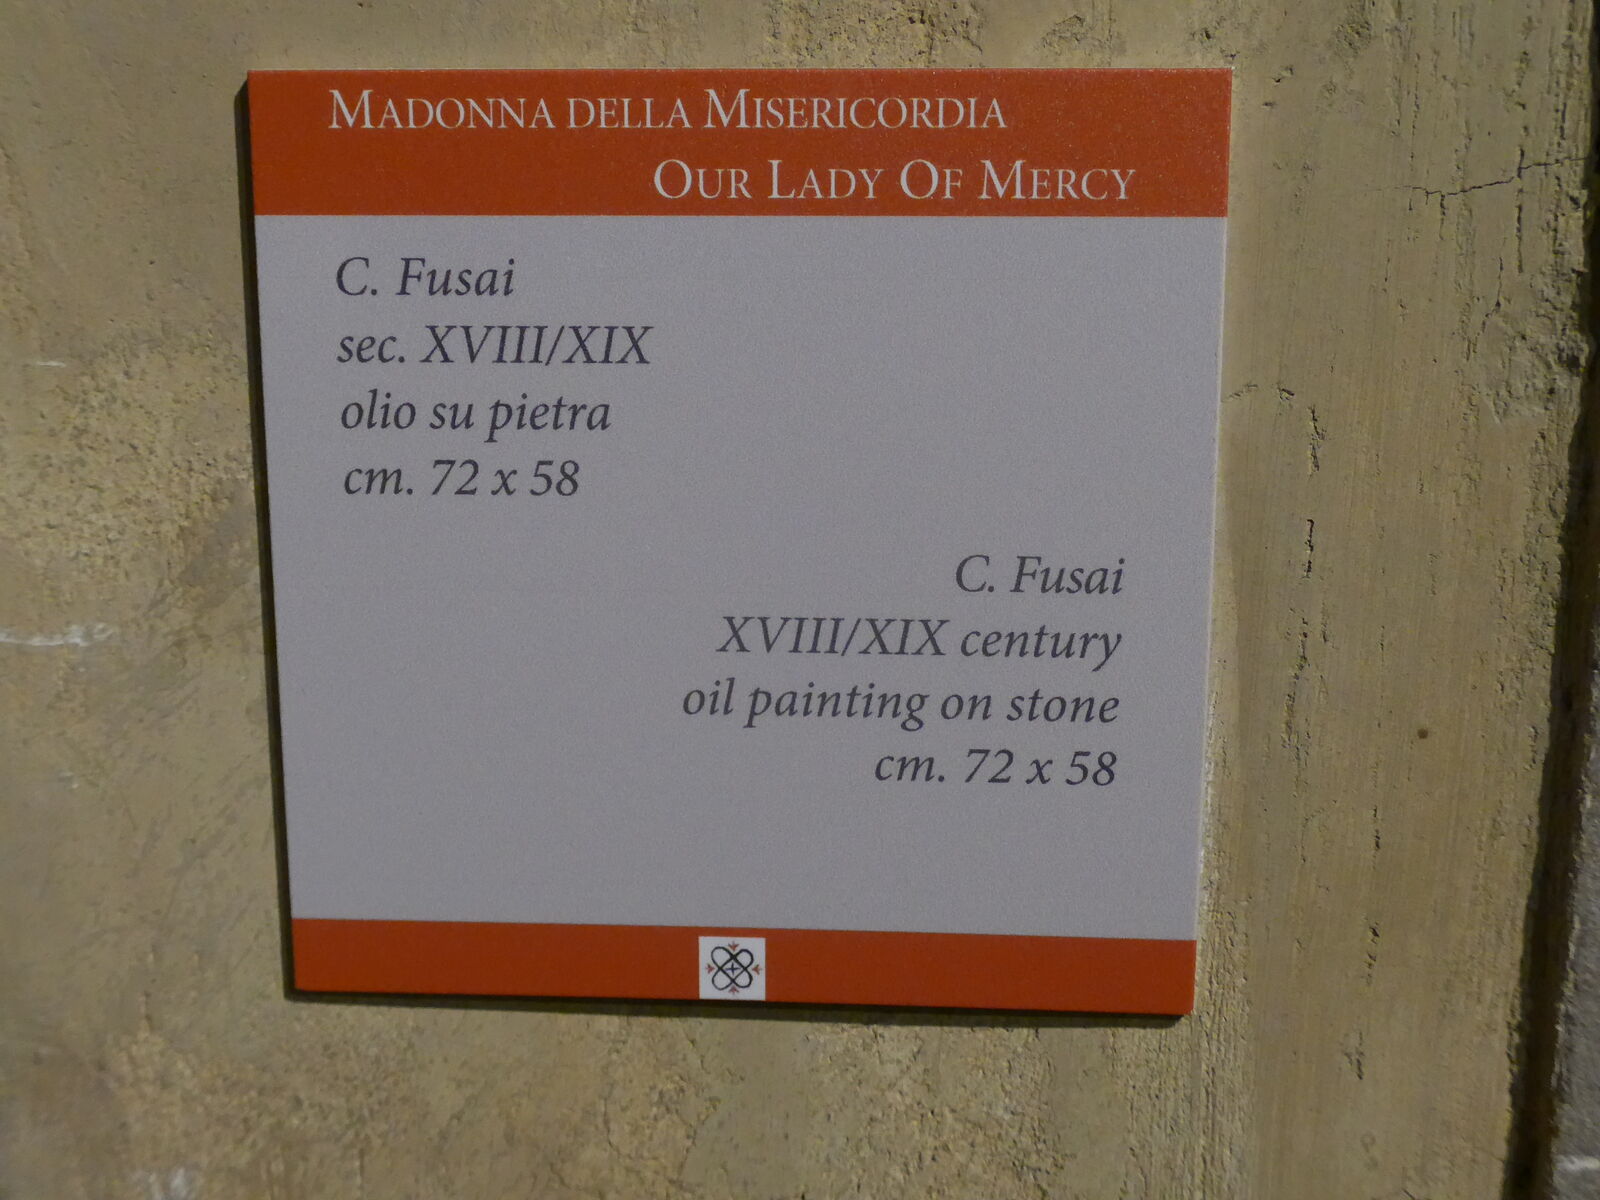 Madonna della Misericordia
Our Lady Of Mercy
C. Fusai
sec. XVIII/XIX
olio su pietra
cm. 72 x 58
C. Fusai
XVIII/XIX century
oil painting on stone
cm. 72 x 58